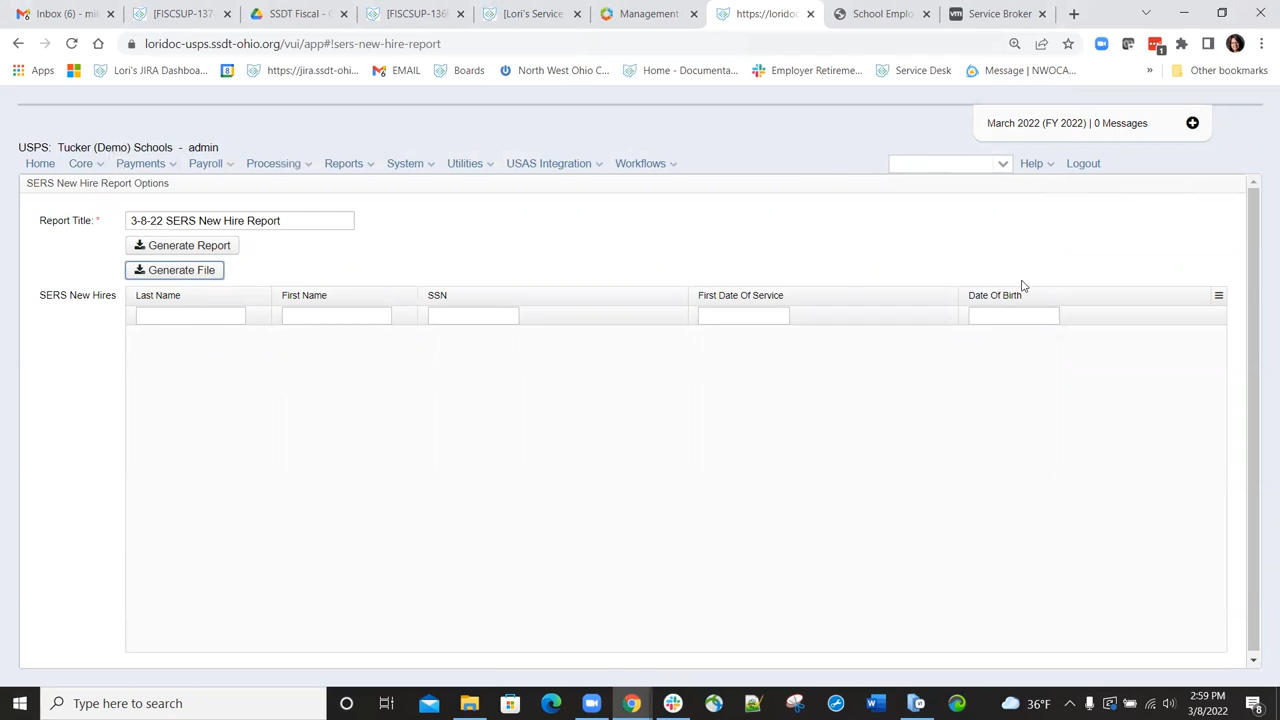 Inbox (6) - mil
[FISCSUP-137
SSDT Fiscal - G
[FISCSUP-136
[Lori's Service
Management
https://loridoc
School Emplo
vm Service Broker
loridoc-usps.ssdt-ohio.org/vui/app#!sers-new-hire-report
1
Apps
Lori's JIRA Dashboa...
https://jira.ssdt-ohi...
EMAIL
Boards
North West Ohio C...
Home - Documenta...
Employer Retireme...
Service Desk
Message | NWOCA...
»
Other bookmarks
March 2022 (FY 2022) | 0 Messages
USPS: Tucker (Demo) Schools - admin
Home Core Payments Payroll Processing Reports System Utilities USAS Integration Workflows Help Logout
SERS New Hire Report Options
Report Title: * 3-8-22 SERS New Hire Report
Generate Report
Generate File
SERS New Hires Last Name First Name SSN First Date Of Service Date Of Birth
Type here to search
36°F
2:59 PM
3/8/2022
8